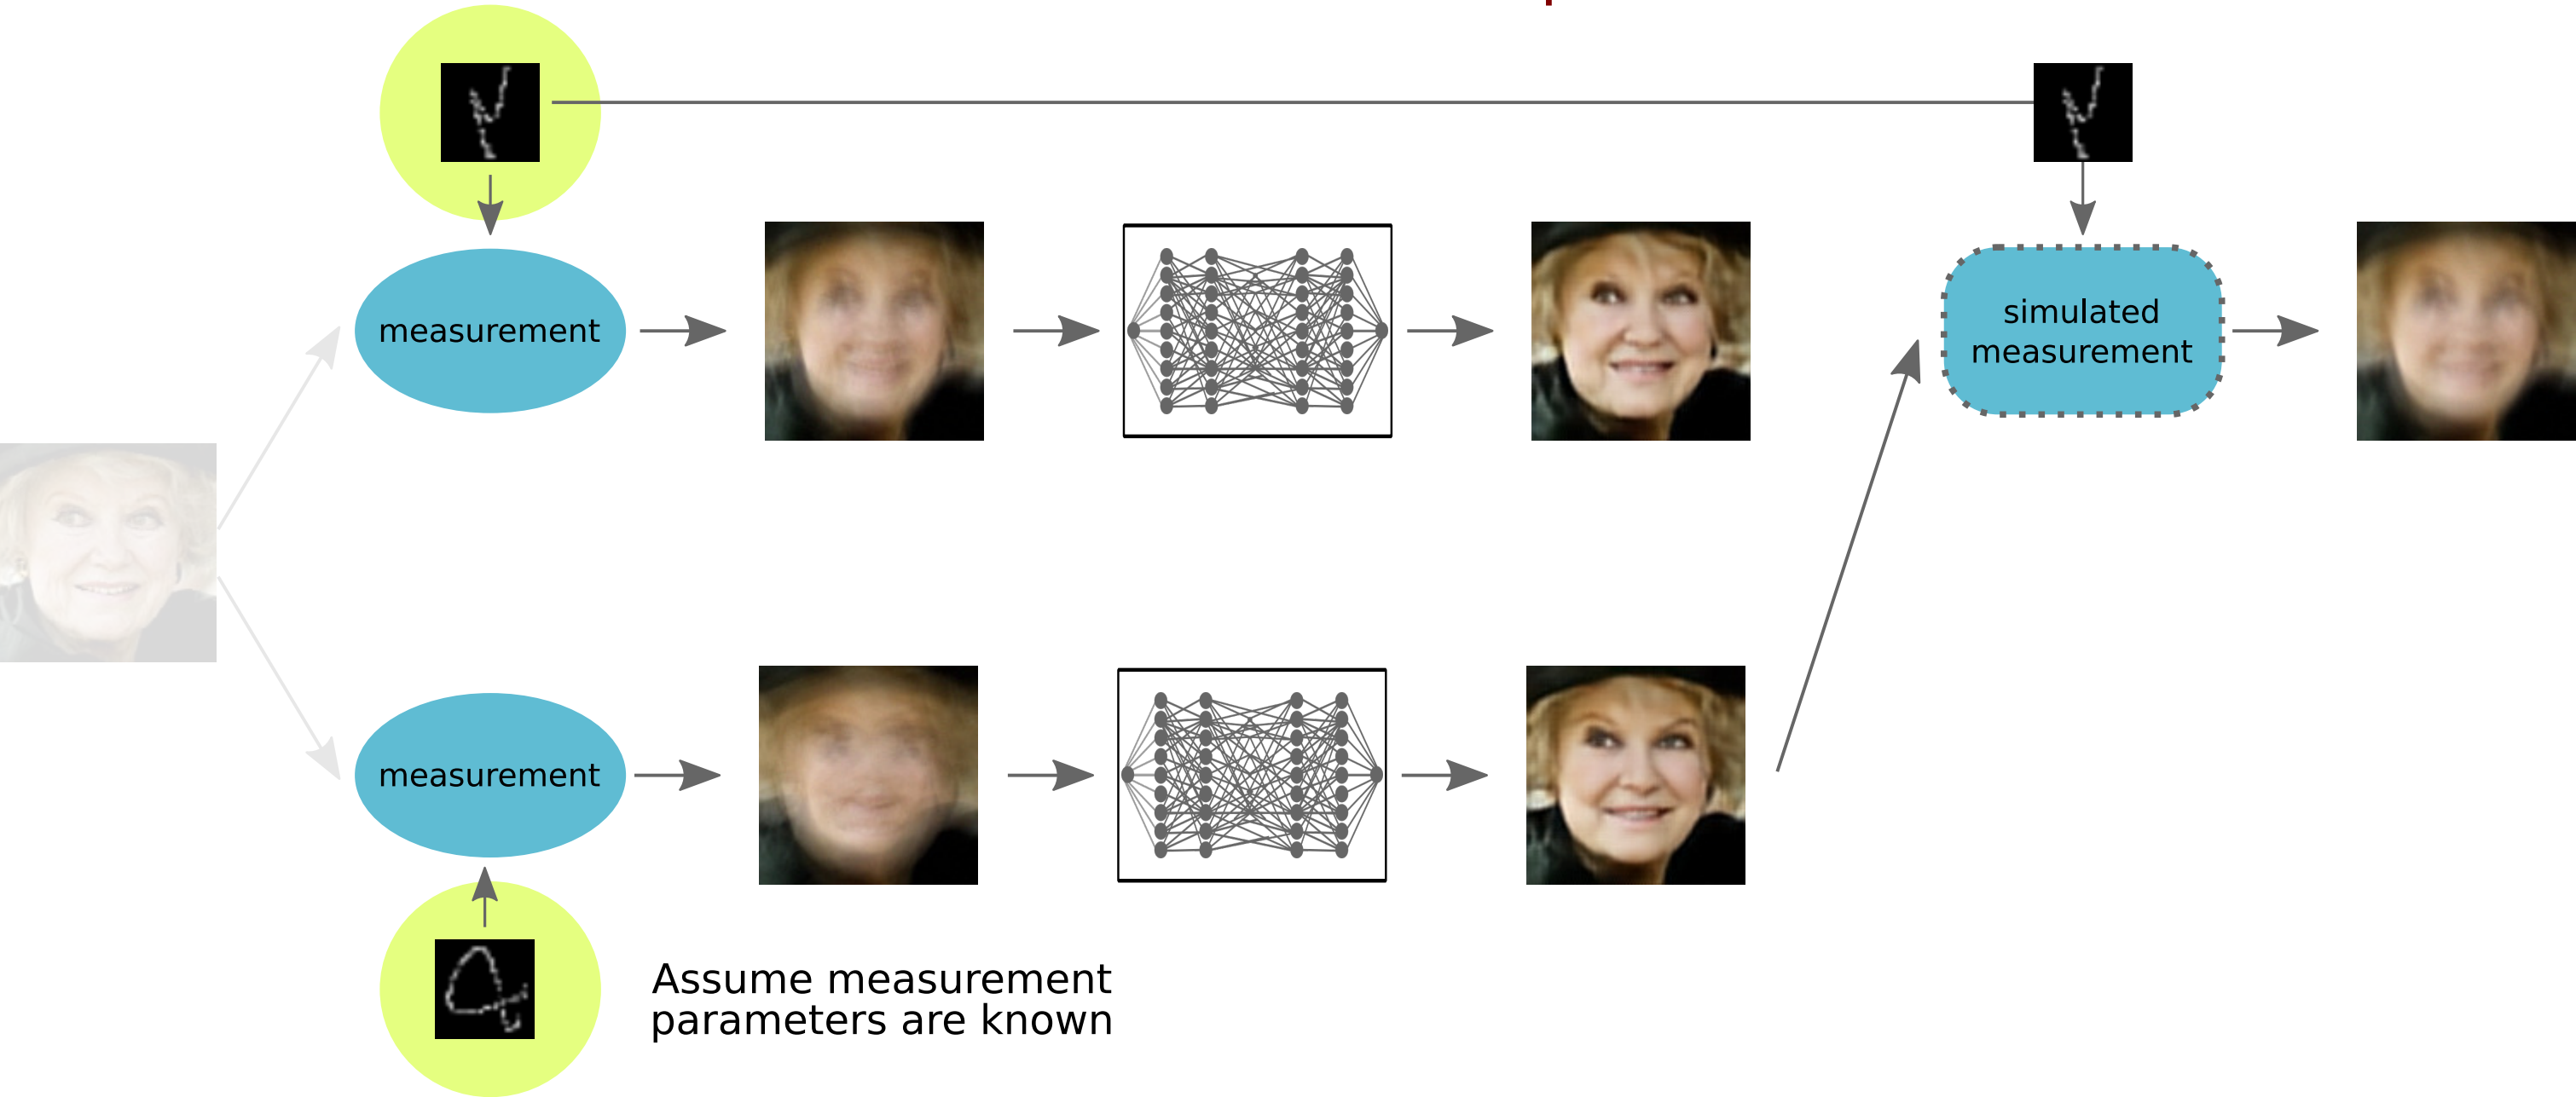 measurement
simulated
measurement
measurement
Assume measurement
parameters are known